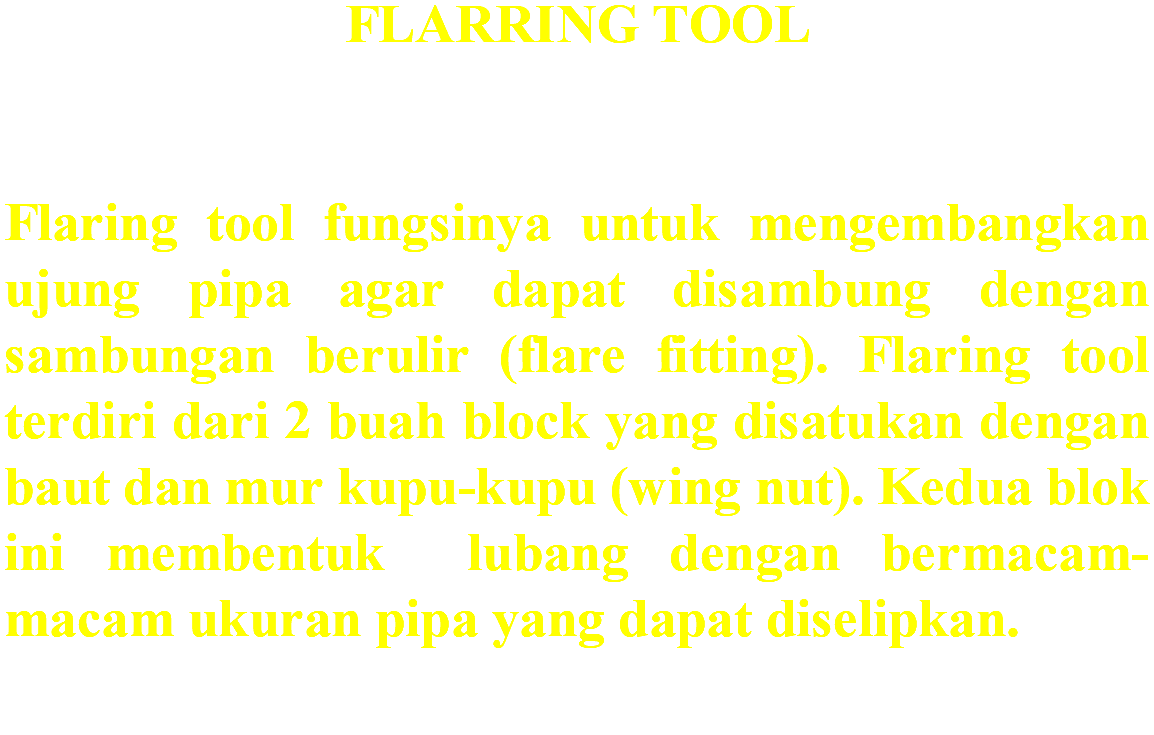 FLARRING TOOL
Flaring tool fungsinya untuk mengembangkan
ujung pipa agar dapat disambung dengan
sambungan berulir (flare fitting). Flaring tool
terdiri dari 2 buah block yang disatukan dengan
baut dan mur kupu-kupu (wing nut). Kedua blok
ini membentuk lubang dengan bermacam-
macam ukuran pipa yang dapat diselipkan.